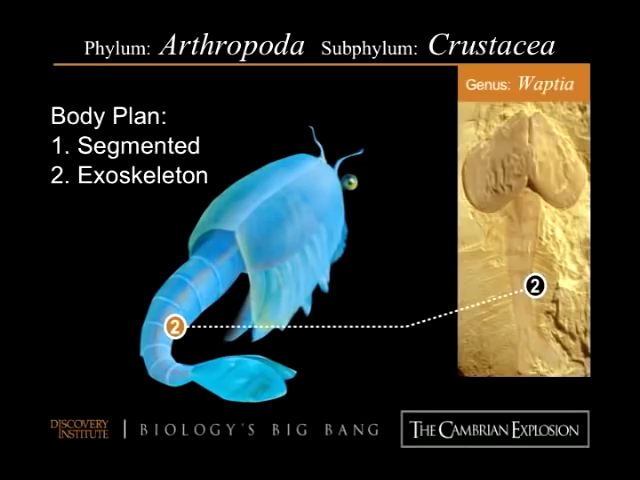 Phylum: Arthropoda Subphylum: Crustacea
Genus: Waptia
Body Plan:
1. Segmented
2. Exoskeleton
2
2
DISCOVERY
INSTITUTE
BIOLOGY'S BIG BANG
THE CAMBRIAN EXPLOSION